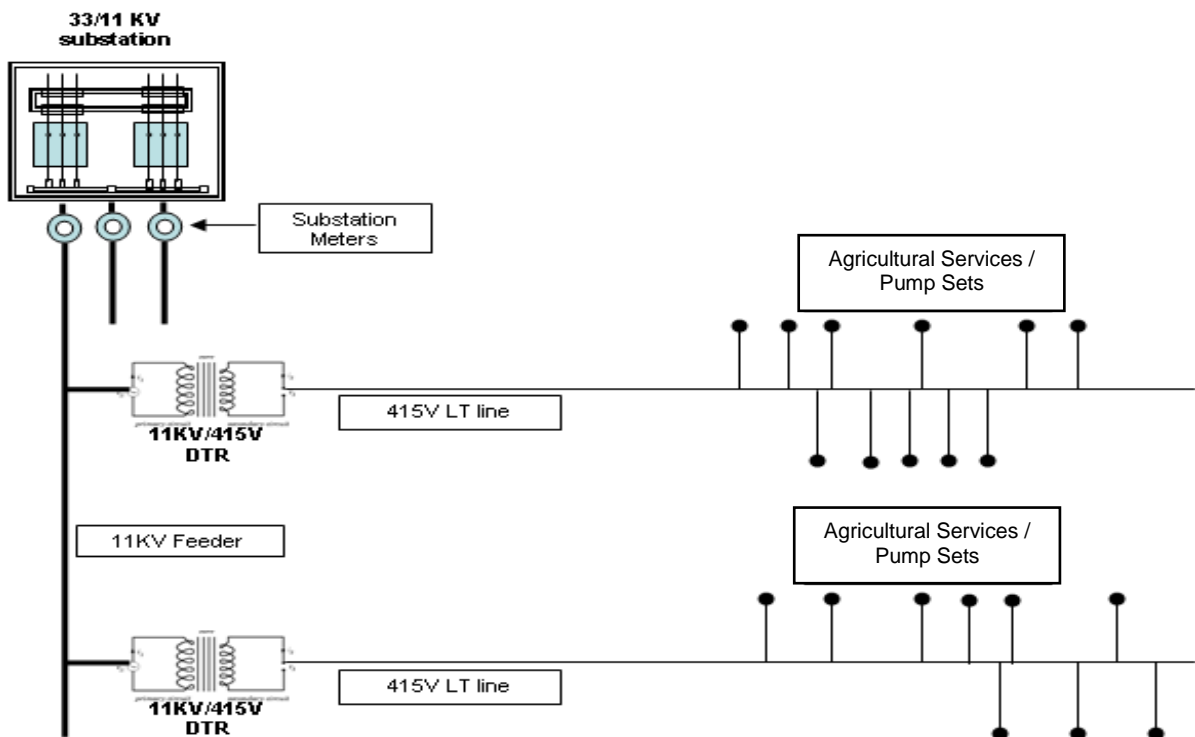 33/11 KV
substation
Substation
Meters
Agricultural Services /
Pump Sets
415V LT line
11KV/415V
DTR
11KV Feeder
Agricultural Services /
Pump Sets
415V LT line
11KV/415V
DTR